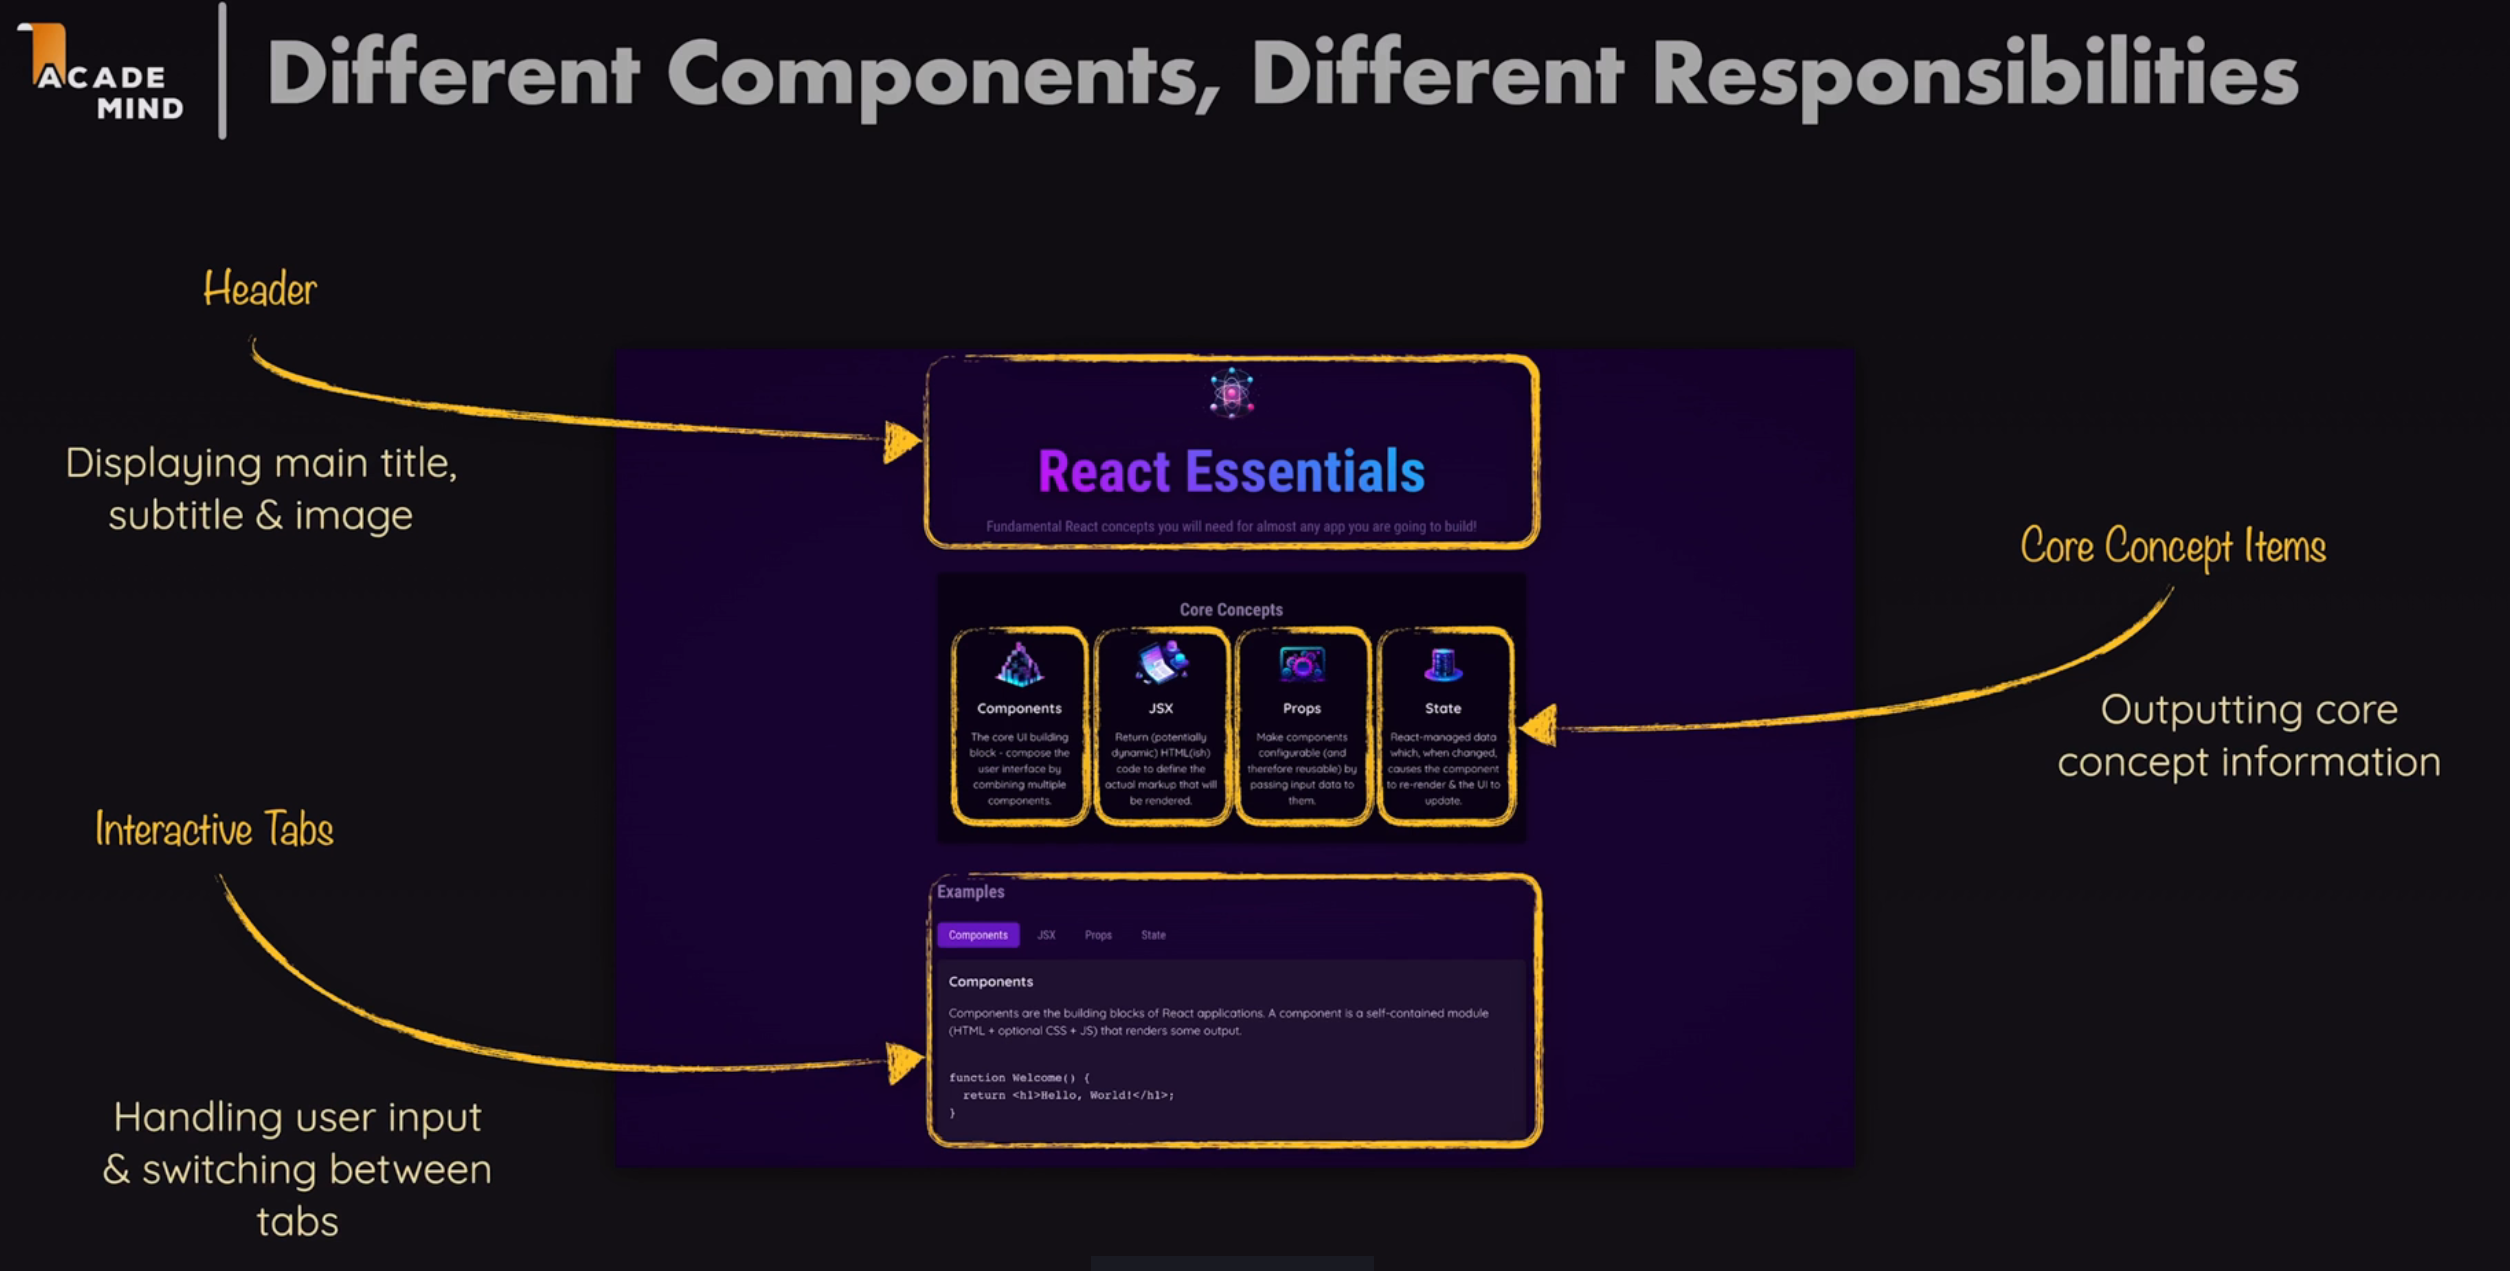 ACADE
MIND
Different Components, Different Responsibilities
Header
Displaying main title,
subtitle & image
React Essentials
Fundamental React concepts you will need for almost any app you are going to build!
Core Concept Items
Outputting core
concept information
Core Concepts
Components
The core UI building
block - compose the
user interface by
combining multiple
components.
JSX
Return (potentially
dynamic) HTML(ish)
code to define the
actual markup that will
be rendered.
Props
Make components
configurable (and
therefore reusable) by
passing input data to
them.
State
React-managed data
which, when changed,
causes the component
to re-render & the UI to
update.
Interactive Tabs
Handling user input
& switching between
tabs
Examples
Components JSX Props State
Components
Components are the building blocks of React applications. A component is a self-contained module
(HTML + optional CSS + JS) that renders some output.
function Welcome() {
  return <h1>Hello, World!</h1>;
}